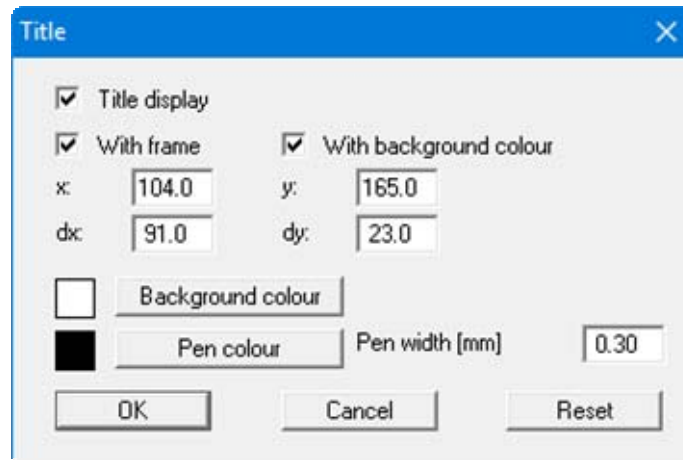 Title
Title display
With frame With background colour
x: 104.0 y: 165.0
dx: 91.0 dy: 23.0
Background colour
Pen colour Pen width [mm] 0.30
OK Cancel Reset